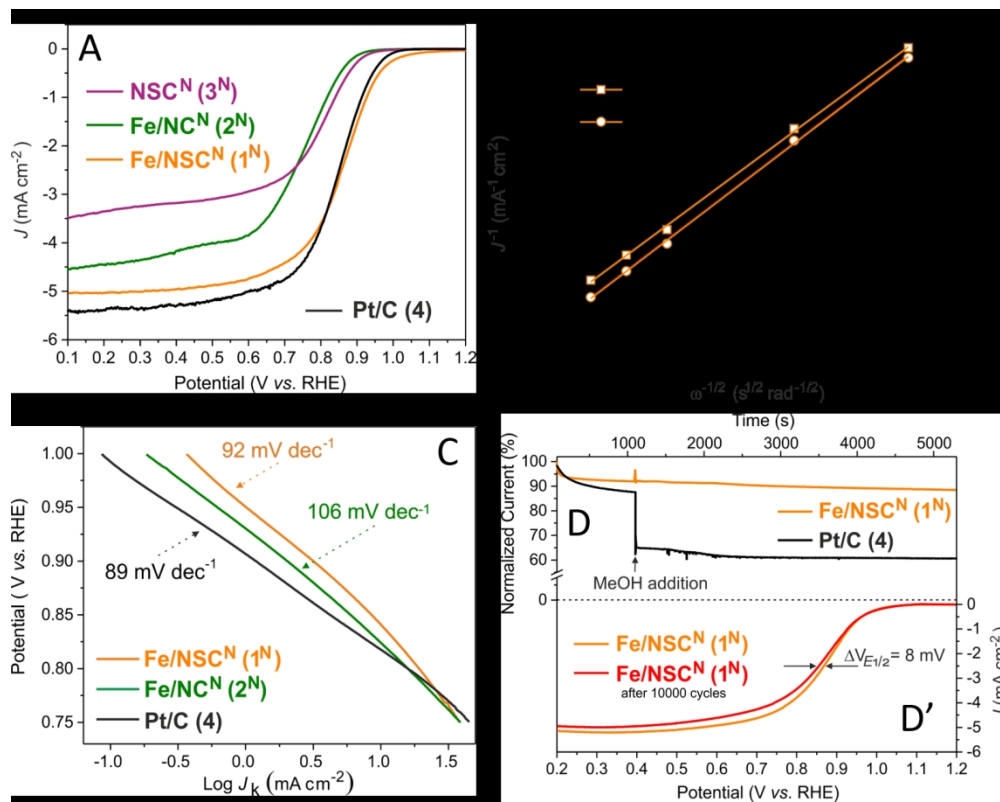 A
NSC^N (3^N)
Fe/NC^N (2^N)
Fe/NSC^N (1^N)
Pt/C (4)
J (mA cm⁻²)
0
-1
-2
-3
-4
-5
-6
0.1 0.2 0.3 0.4 0.5 0.6 0.7 0.8 0.9 1.0 1.1 1.2
Potential (V vs. RHE)
J⁻¹ (mA⁻¹ cm²)
ω^-1/2 (s^1/2 rad^-1/2)
C
92 mV dec⁻¹
106 mV dec⁻¹
89 mV dec⁻¹
Fe/NSC^N (1^N)
Fe/NC^N (2^N)
Pt/C (4)
Potential ( V vs. RHE)
1.00
0.95
0.90
0.85
0.80
0.75
-1.0 -0.5 0.0 0.5 1.0 1.5
Log J_k (mA cm⁻²)
Time (s)
0 1000 2000 3000 4000 5000
Normalized Current (%)
100
90
80
70
60
0
D
Fe/NSC^N (1^N)
Pt/C (4)
MeOH addition
Fe/NSC^N (1^N)
Fe/NSC^N (1^N)
after 10000 cycles
ΔV_E1/2 = 8 mV
D'
0
-1
-2
-3
-4
-5
-6
J (mA cm⁻²)
0.2 0.3 0.4 0.5 0.6 0.7 0.8 0.9 1.0 1.1 1.2
Potential (V vs. RHE)